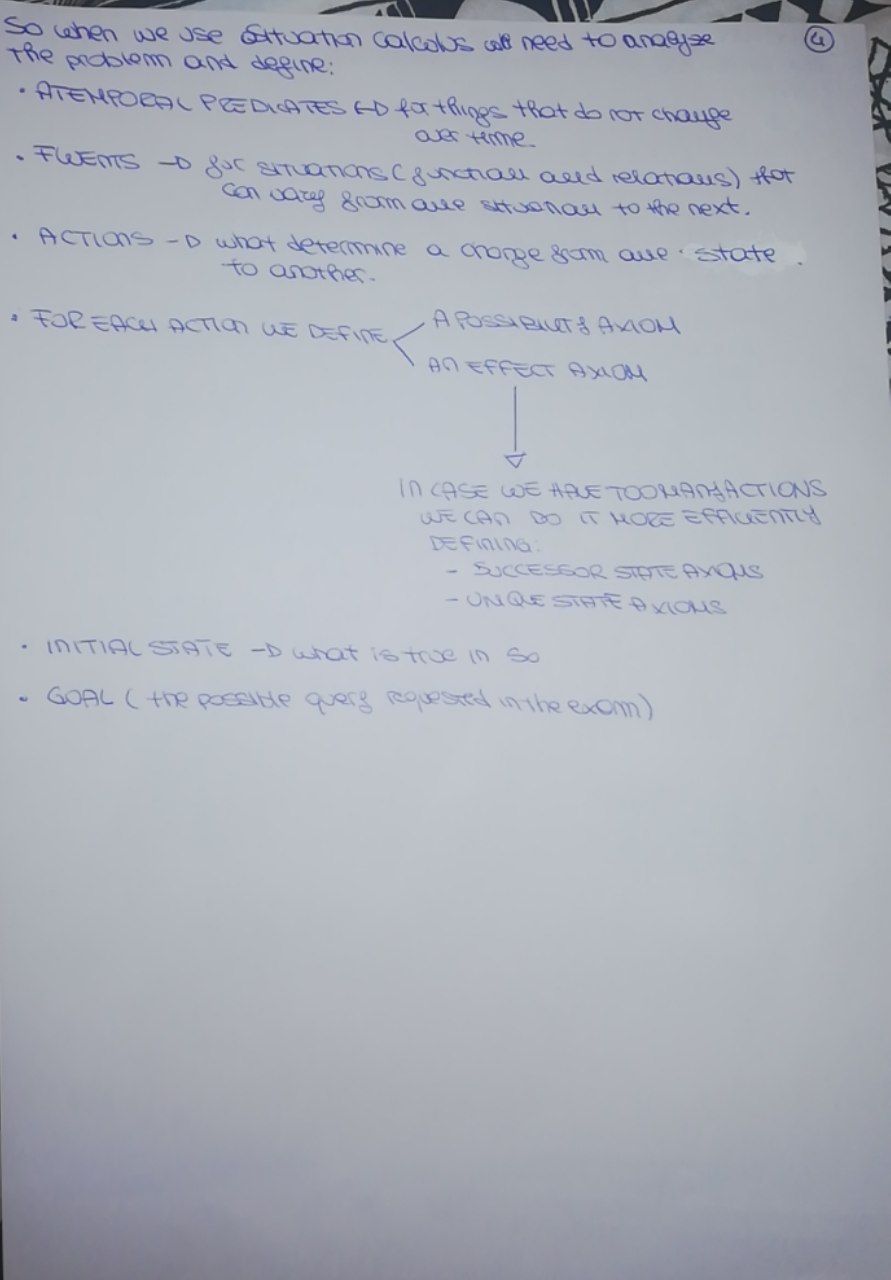 So when we use situation calculus we need to analyze
④
the problem and define:
• ATEMPORAL PREDICATES -D for things that do not change
over time.
• FLUENTS -D for situations (functions and relations) that
can vary from one situation to the next.
• ACTIONS -D what determine a change from one state.
to another.
• FOR EACH ACTION WE DEFINE
A POSSIBILITY AXIOM
AN EFFECT AXIOM
IN CASE WE HAVE TOO MANY ACTIONS
WE CAN DO IT MORE EFFICIENTLY
DEFINING:
- SUCCESSOR STATE AXIOMS
- UNIQUE STATE AXIOMS
• INITIAL STATE -D what is true in So
• GOAL (the possible query requested in the exam)